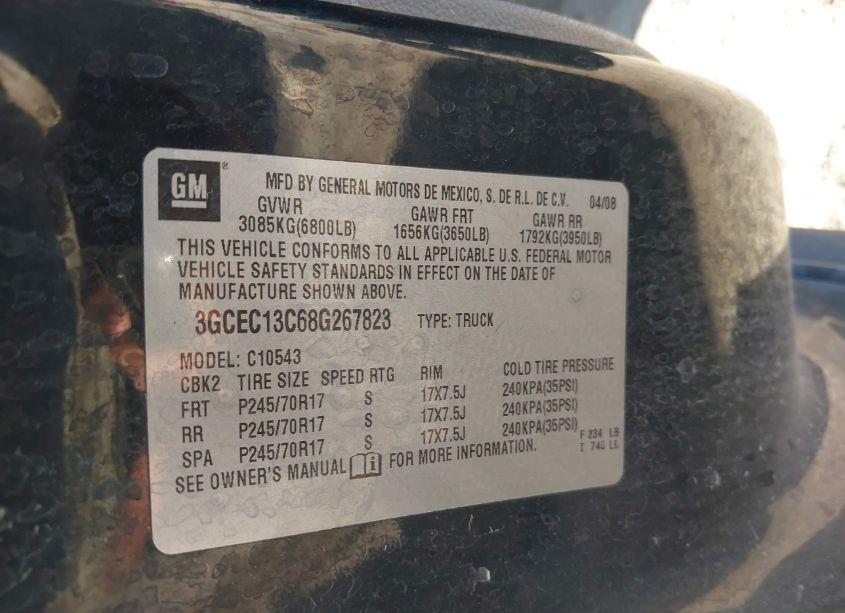 GM ®
MFD BY GENERAL MOTORS DE MEXICO, S. DE R.L. DE C.V. 04/08
GVWR GAWR FRT GAWR RR
3085KG(6800LB) 1656KG(3650LB) 1792KG(3950LB)
THIS VEHICLE CONFORMS TO ALL APPLICABLE U.S. FEDERAL MOTOR
VEHICLE SAFETY STANDARDS IN EFFECT ON THE DATE OF
MANUFACTURE SHOWN ABOVE.
3GCEC13C68G267823 TYPE: TRUCK
MODEL: C10543
CBK2 TIRE SIZE SPEED RTG RIM COLD TIRE PRESSURE
FRT P245/70R17 S 17X7.5J 240KPA(35PSI)
RR P245/70R17 S 17X7.5J 240KPA(35PSI)
SPA P245/70R17 S 17X7.5J 240KPA(35PSI)
SEE OWNER'S MANUAL FOR MORE INFORMATION.
F 234 LB
T 740 LB